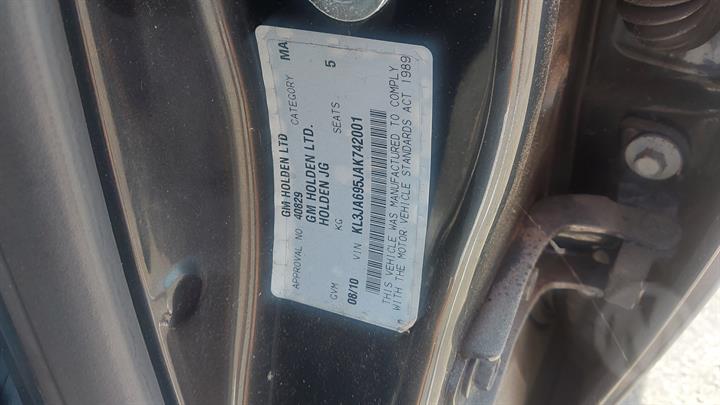 GM HOLDEN LTD
APPROVAL NO 40829 CATEGORY MA
GM HOLDEN LTD.
HOLDEN JG
GVM KG SEATS 5
08/10 VIN KL3JA695JAK742001
THIS VEHICLE WAS MANUFACTURED TO COMPLY
WITH THE MOTOR VEHICLE STANDARDS ACT 1989